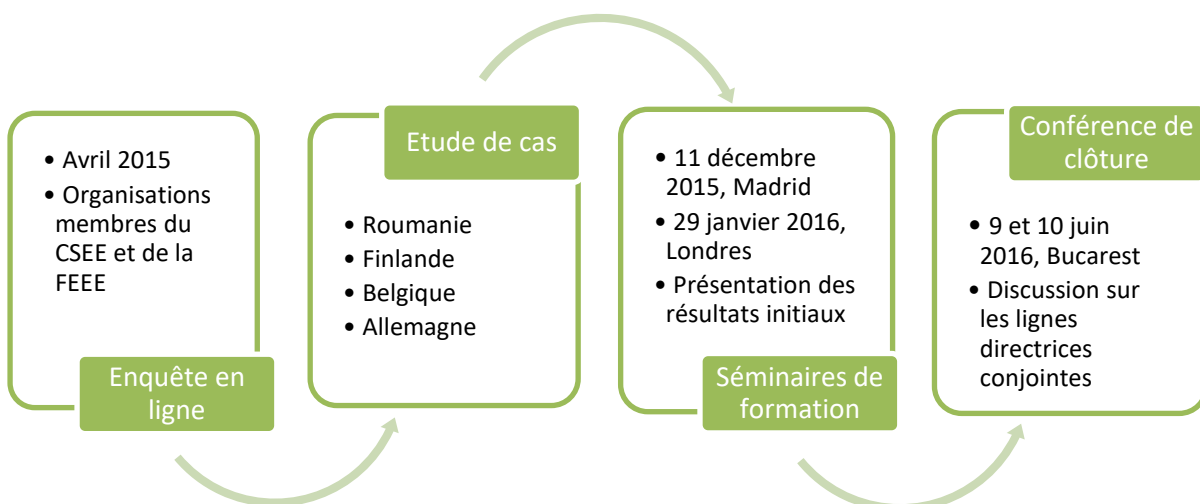 • Avril 2015
• Organisations
membres du
CSEE et de la
FEEE
Enquête en
ligne
Etude de cas
• Roumanie
• Finlande
• Belgique
• Allemagne
• 11 décembre
2015, Madrid
• 29 janvier 2016,
Londres
• Présentation des
résultats initiaux
Séminaires de
formation
Conférence de
clôture
• 9 et 10 juin
2016, Bucarest
• Discussion sur
les lignes
directrices
conjointes